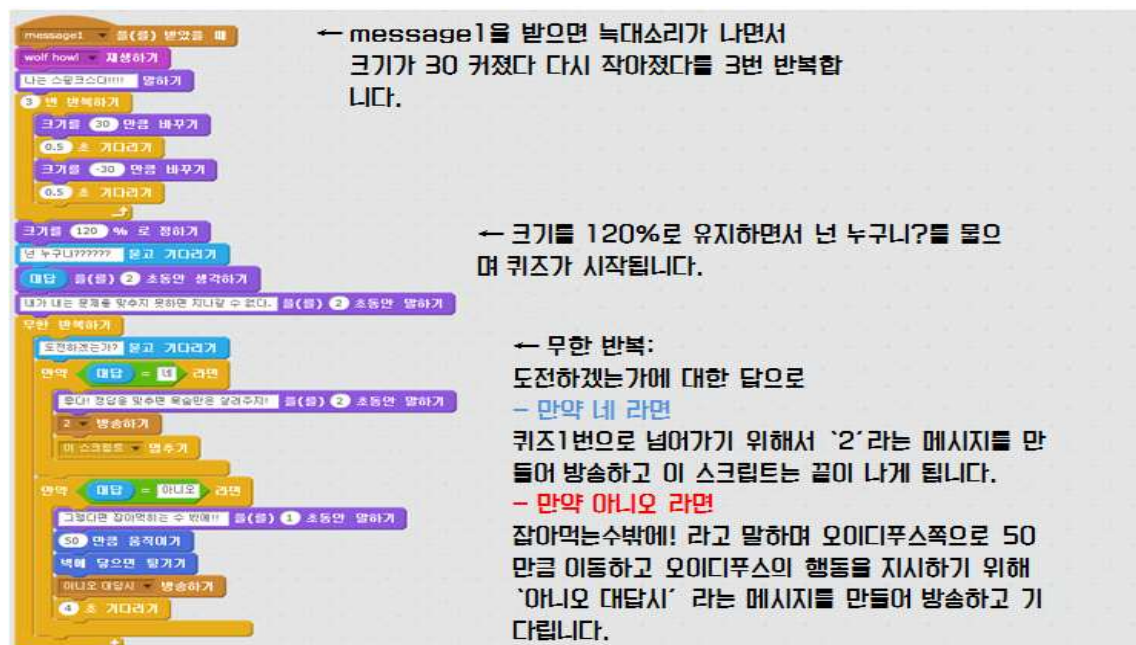 message1 을(를) 받았을 때
wolf howl 재생하기
나는 스핑크스다!!!! 말하기
3 번 반복하기
크기를 30 만큼 바꾸기
0.5 초 기다리기
크기를 -30 만큼 바꾸기
0.5 초 기다리기
크기를 120 % 로 정하기
넌 누구니?????? 묻고 기다리기
대답 을(를) 2 초동안 생각하기
내가 내는 문제를 맞추지 못하면 지나갈 수 없다. 을(를) 2 초동안 말하기
무한 반복하기
도전하겠는가? 묻고 기다리기
만약 대답 = 네 라면
좋다! 정답을 맞추면 목숨만은 살려주지! 을(를) 2 초동안 말하기
2 방송하기
이 스크립트 멈추기
만약 대답 = 아니오 라면
그렇다면 잡아먹히는 수 밖에!! 을(를) 1 초동안 말하기
50 만큼 움직이기
벽에 닿으면 튕기기
아니오 대답시 방송하기
4 초 기다리기
← message1을 받으면 늑대소리가 나면서
크기가 30 커졌다 다시 작아졌다를 3번 반복합
니다.
← 크기를 120%로 유지하면서 넌 누구니?를 물으
며 퀴즈가 시작됩니다.
← 무한 반복:
도전하겠는가에 대한 답으로
- 만약 네 라면
퀴즈1번으로 넘어가기 위해서 `2´라는 메시지를 만
들어 방송하고 이 스크립트는 끝이 나게 됩니다.
- 만약 아니오 라면
잡아먹는수밖에! 라고 말하며 오이디푸스쪽으로 50
만큼 이동하고 오이디푸스의 행동을 지시하기 위해
`아니오 대답시´ 라는 메시지를 만들어 방송하고 기
다립니다.